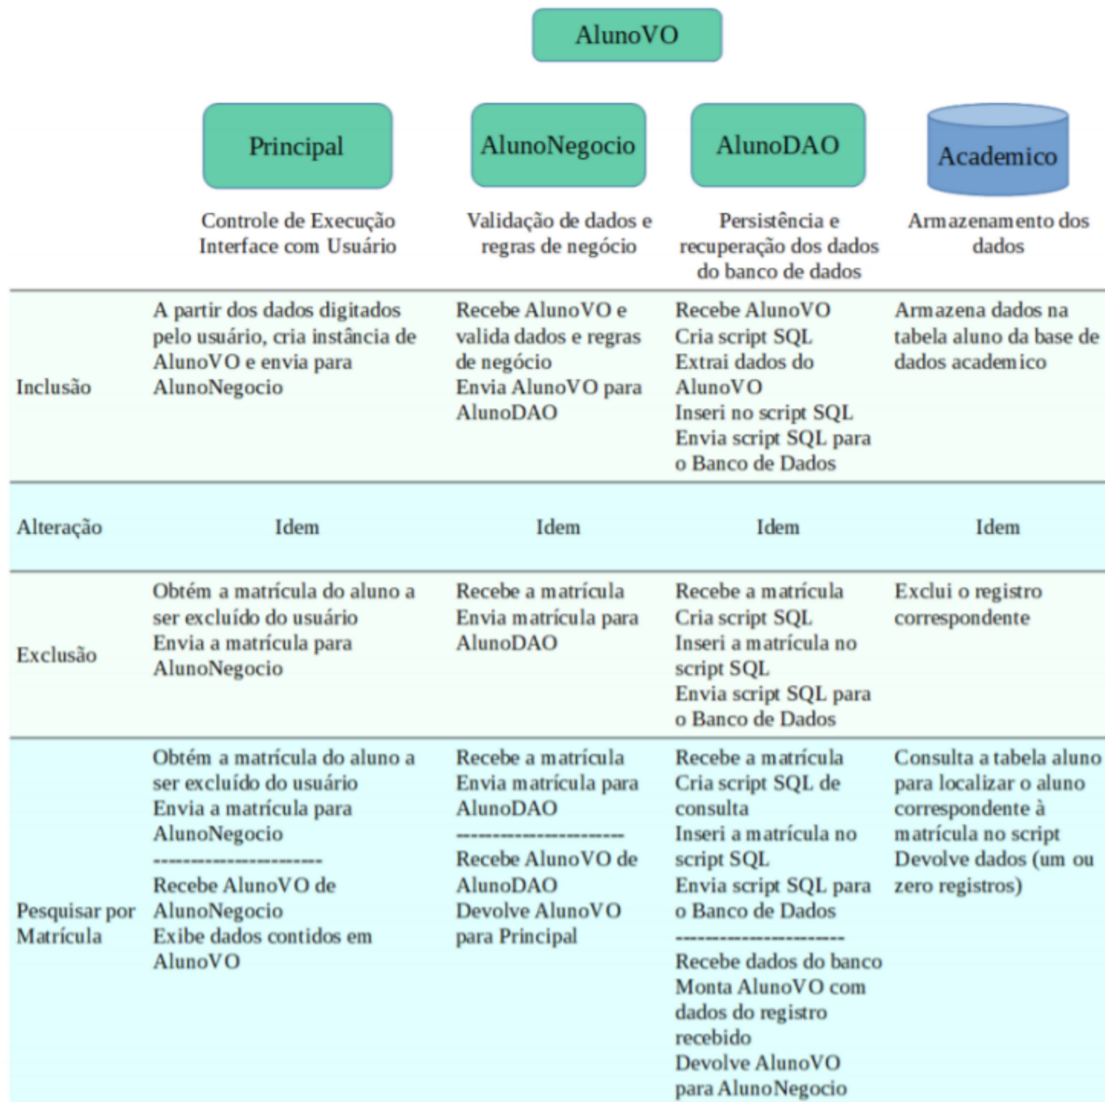 AlunoVO
Principal
AlunoNegocio
AlunoDAO
Academico
Controle de Execução
Interface com Usuário
Validação de dados e
regras de negócio
Persistência e
recuperação dos dados
do banco de dados
Armazenamento dos
dados
Inclusão
A partir dos dados digitados
pelo usuário, cria instância de
AlunoVO e envia para
AlunoNegocio
Recebe AlunoVO e
valida dados e regras
de negócio
Envia AlunoVO para
AlunoDAO
Recebe AlunoVO
Cria script SQL
Extrai dados do
AlunoVO
Inseri no script SQL
Envia script SQL para
o Banco de Dados
Armazena dados na
tabela aluno da base de
dados academico
Alteração
Idem
Idem
Idem
Idem
Exclusão
Obtém a matrícula do aluno a
ser excluído do usuário
Envia a matrícula para
AlunoNegocio
Recebe a matrícula
Envia matrícula para
AlunoDAO
Recebe a matrícula
Cria script SQL
Inseri a matrícula no
script SQL
Envia script SQL para
o Banco de Dados
Exclui o registro
correspondente
Pesquisar por
Matrícula
Obtém a matrícula do aluno a
ser excluído do usuário
Envia a matrícula para
AlunoNegocio
-----------------------
Recebe AlunoVO de
AlunoNegocio
Exibe dados contidos em
AlunoVO
Recebe a matrícula
Envia matrícula para
AlunoDAO
-----------------------
Recebe AlunoVO de
AlunoDAO
Devolve AlunoVO
para Principal
Recebe a matrícula
Cria script SQL de
consulta
Inseri a matrícula no
script SQL
Envia script SQL para
o Banco de Dados
-----------------------
Recebe dados do banco
Monta AlunoVO com
dados do registro
recebido
Devolve AlunoVO
para AlunoNegocio
Consulta a tabela aluno
para localizar o aluno
correspondente à
matrícula no script
Devolve dados (um ou
zero registros)